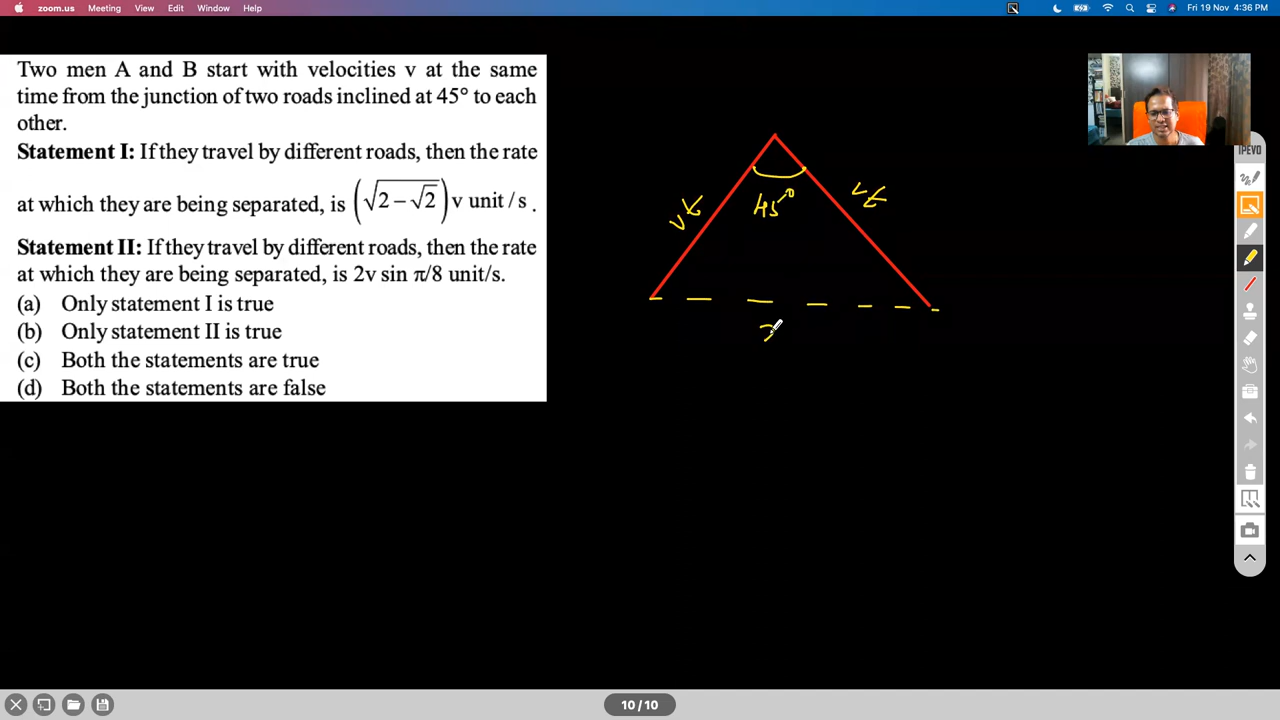 zoom.us Meeting View Edit Window Help Fri 19 Nov 4:36 PM
Two men A and B start with velocities v at the same
time from the junction of two roads inclined at 45° to each
other.
Statement I: If they travel by different roads, then the rate
at which they are being separated, is (√2 − √2) v unit / s .
Statement II: If they travel by different roads, then the rate
at which they are being separated, is 2v sin π/8 unit/s.
(a) Only statement I is true
(b) Only statement II is true
(c) Both the statements are true
(d) Both the statements are false
vt
45°
vt
IPEVO
10 / 10